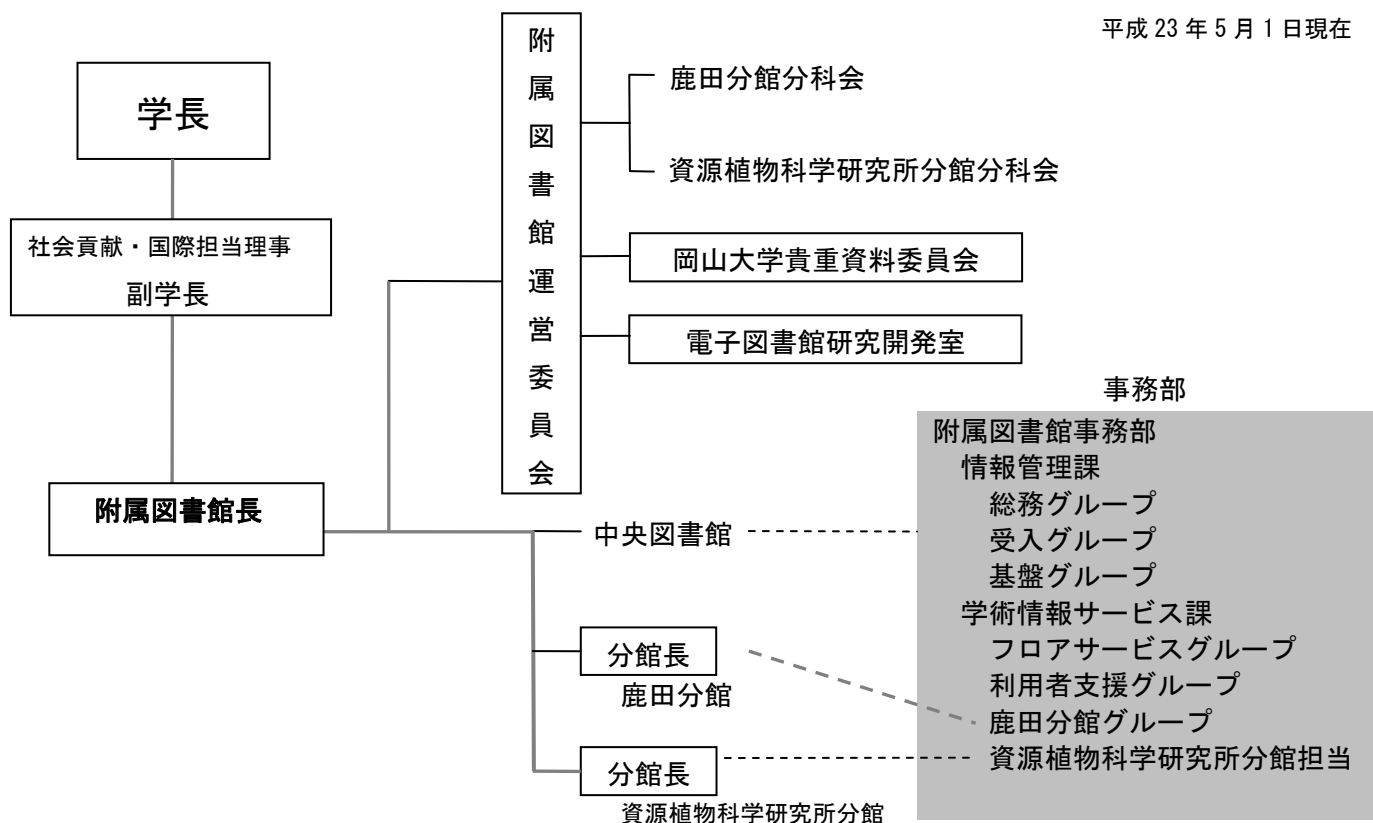 平成 23 年 5 月 1 日現在
学長
社会貢献・国際担当理事
副学長
附属図書館長
附属図書館運営委員会
鹿田分館分科会
資源植物科学研究所分館分科会
岡山大学貴重資料委員会
電子図書館研究開発室
中央図書館
分館長
鹿田分館
分館長
資源植物科学研究所分館
事務部
附属図書館事務部
情報管理課
総務グループ
受入グループ
基盤グループ
学術情報サービス課
フロアサービスグループ
利用者支援グループ
鹿田分館グループ
資源植物科学研究所分館担当